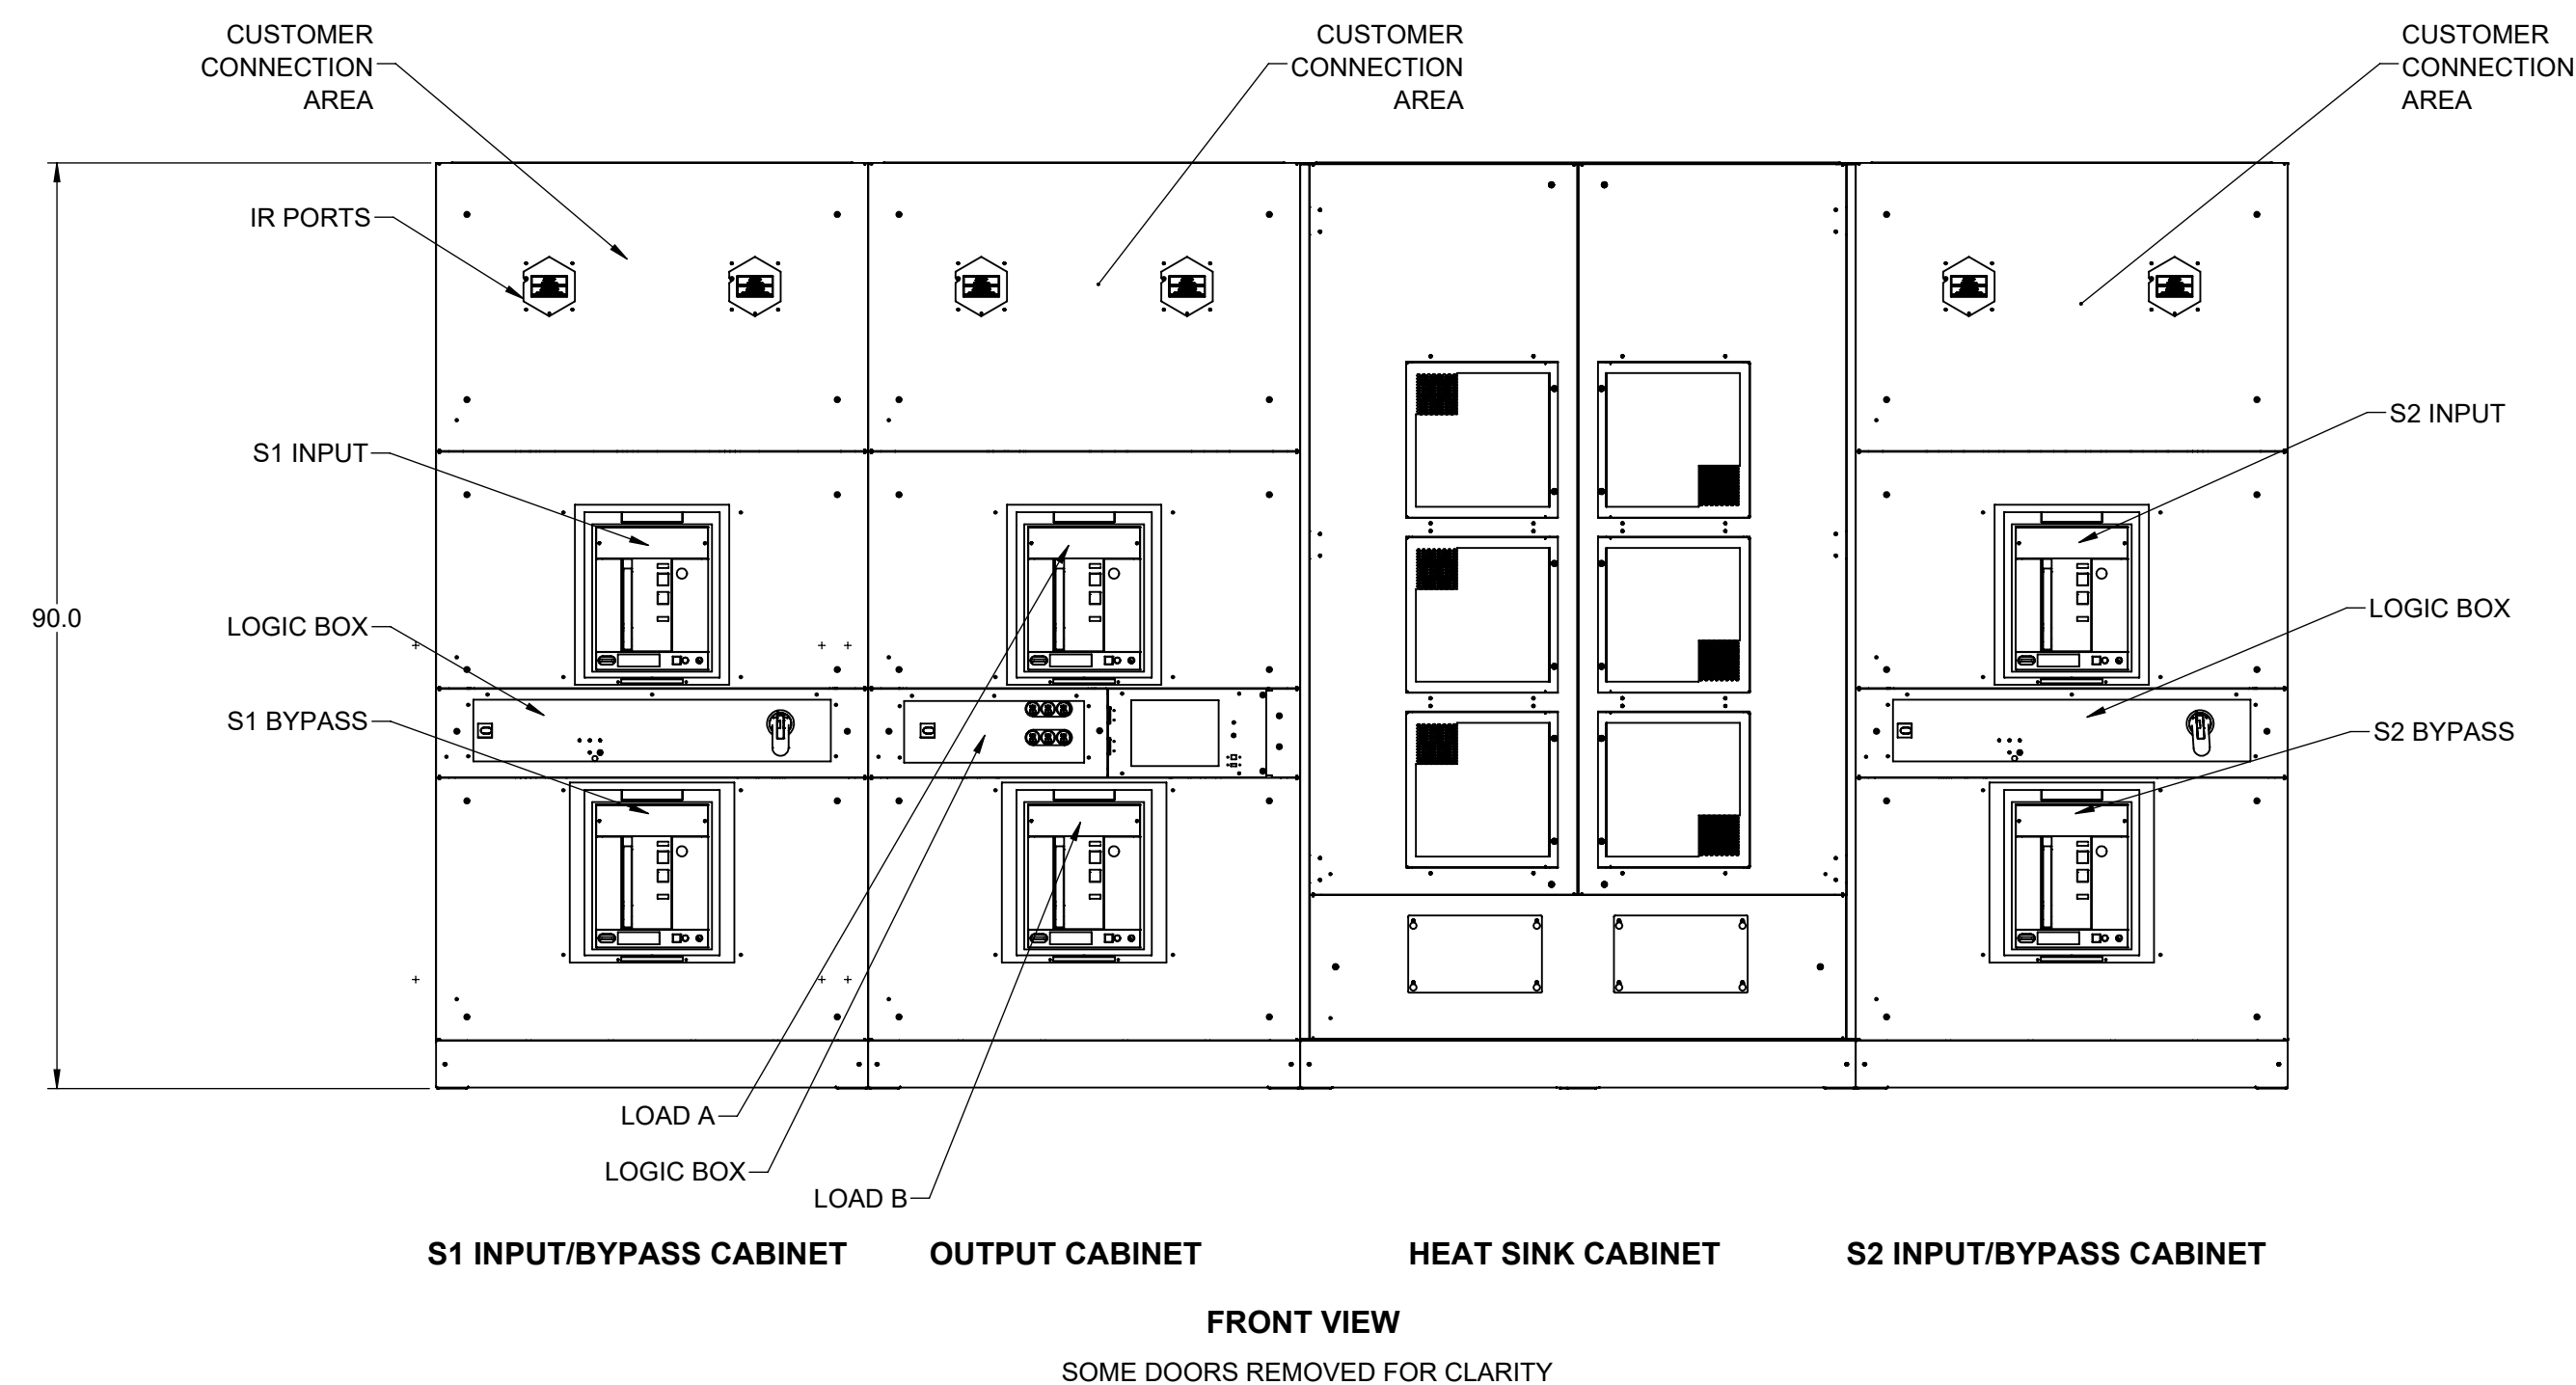 CUSTOMER
CONNECTION
AREA
CUSTOMER
CONNECTION
AREA
CUSTOMER
CONNECTION
AREA
IR PORTS
S1 INPUT
S2 INPUT
90.0
LOGIC BOX
LOGIC BOX
S1 BYPASS
S2 BYPASS
LOAD A
LOGIC BOX
LOAD B
S1 INPUT/BYPASS CABINET
OUTPUT CABINET
HEAT SINK CABINET
S2 INPUT/BYPASS CABINET
FRONT VIEW
SOME DOORS REMOVED FOR CLARITY